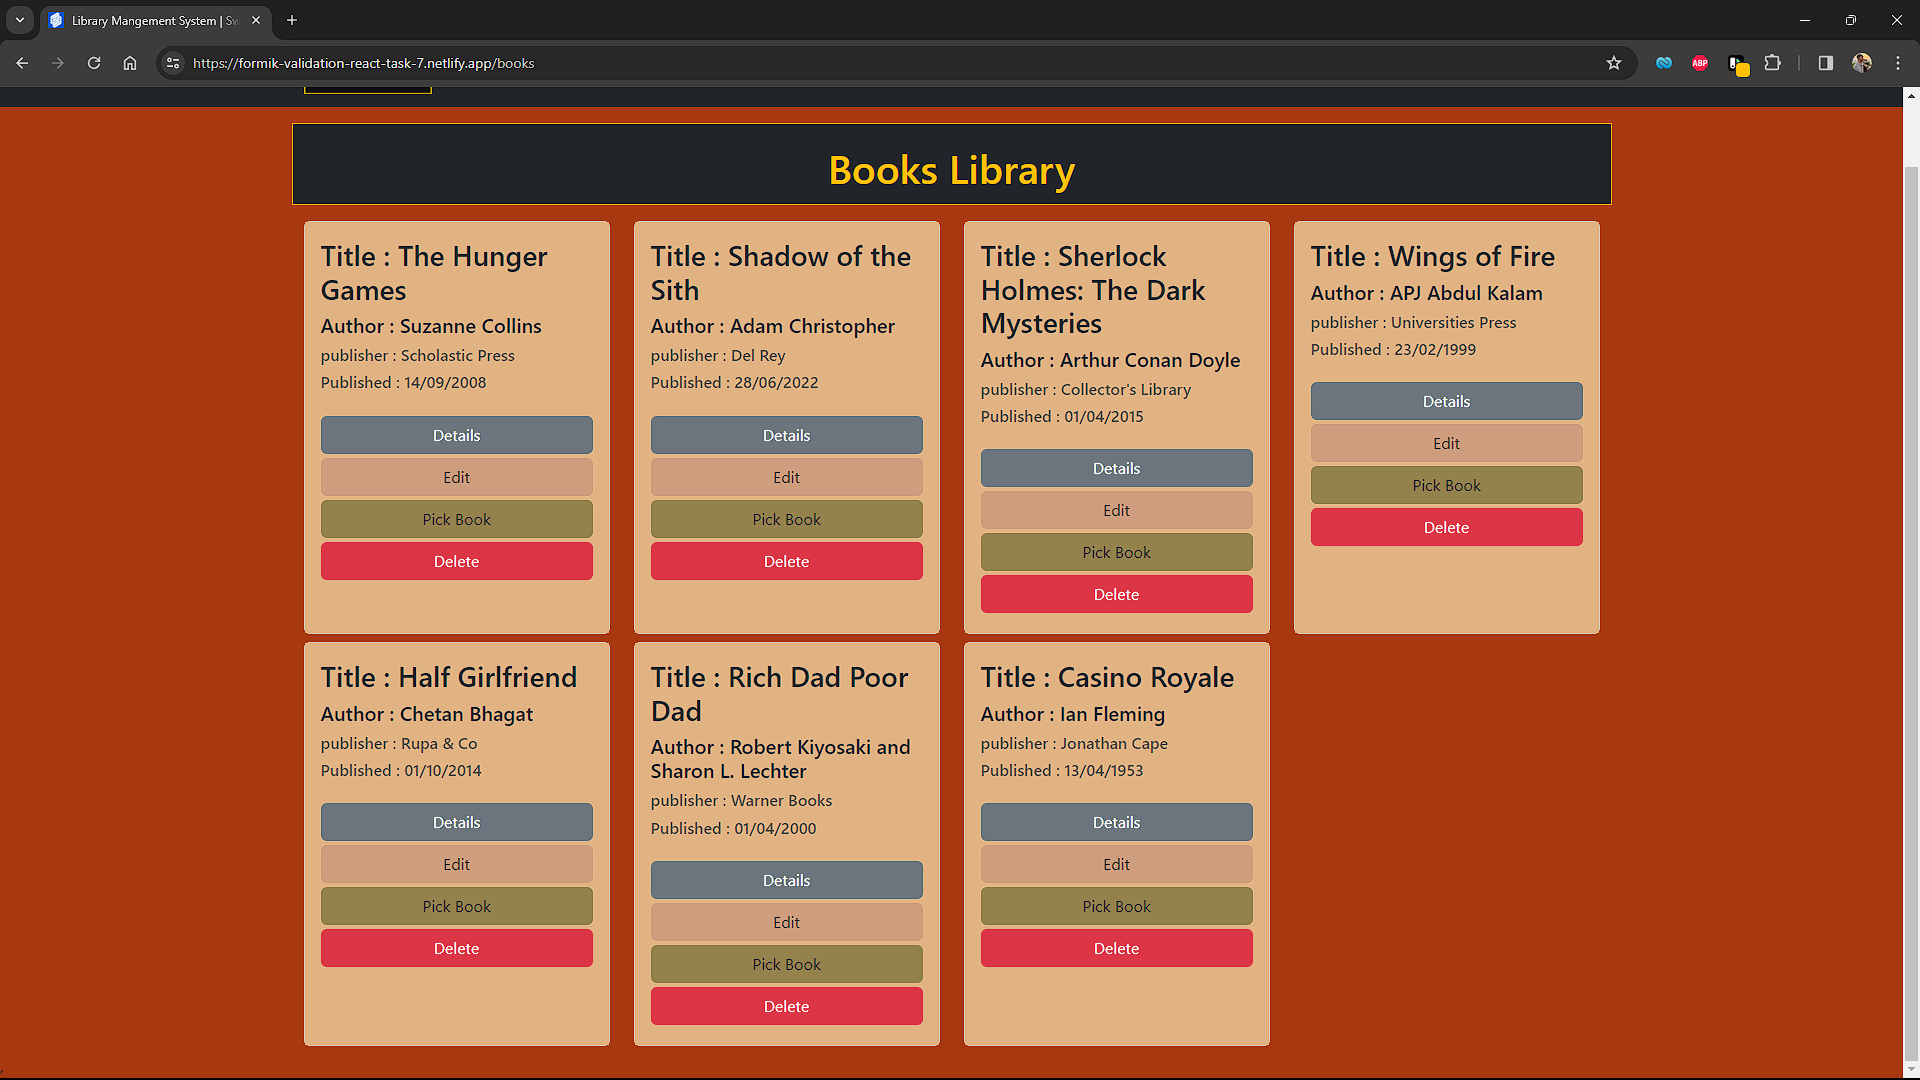 Library Mangement System | Sw
https://formik-validation-react-task-7.netlify.app/books
ABP
Books Library
Title : The Hunger
Games
Author : Suzanne Collins
publisher : Scholastic Press
Published : 14/09/2008
Details
Edit
Pick Book
Delete
Title : Shadow of the
Sith
Author : Adam Christopher
publisher : Del Rey
Published : 28/06/2022
Details
Edit
Pick Book
Delete
Title : Sherlock
Holmes: The Dark
Mysteries
Author : Arthur Conan Doyle
publisher : Collector's Library
Published : 01/04/2015
Details
Edit
Pick Book
Delete
Title : Wings of Fire
Author : APJ Abdul Kalam
publisher : Universities Press
Published : 23/02/1999
Details
Edit
Pick Book
Delete
Title : Half Girlfriend
Author : Chetan Bhagat
publisher : Rupa & Co
Published : 01/10/2014
Details
Edit
Pick Book
Delete
Title : Rich Dad Poor
Dad
Author : Robert Kiyosaki and
Sharon L. Lechter
publisher : Warner Books
Published : 01/04/2000
Details
Edit
Pick Book
Delete
Title : Casino Royale
Author : Ian Fleming
publisher : Jonathan Cape
Published : 13/04/1953
Details
Edit
Pick Book
Delete
,